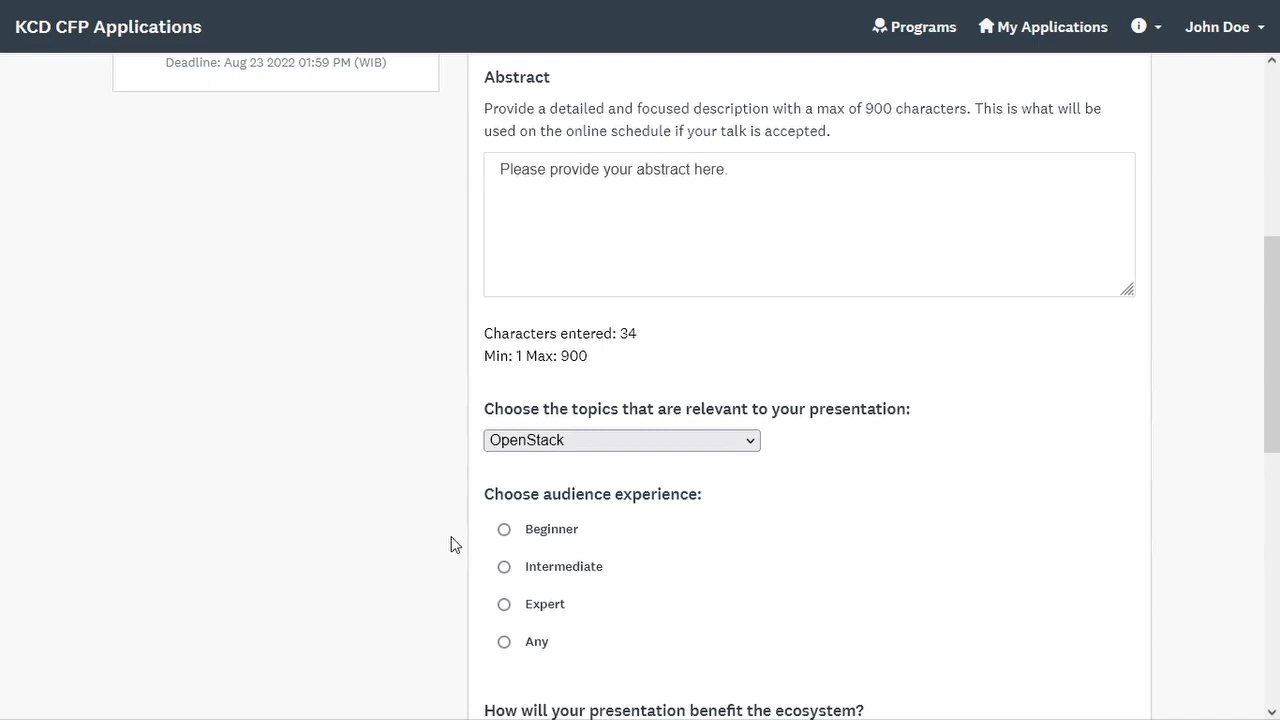 KCD CFP Applications
Programs
My Applications
John Doe
Deadline: Aug 23 2022 01:59 PM (WIB)
Abstract
Provide a detailed and focused description with a max of 900 characters. This is what will be
used on the online schedule if your talk is accepted.
Please provide your abstract here.
Characters entered: 34
Min: 1 Max: 900
Choose the topics that are relevant to your presentation:
OpenStack
Choose audience experience:
Beginner
Intermediate
Expert
Any
How will your presentation benefit the ecosystem?